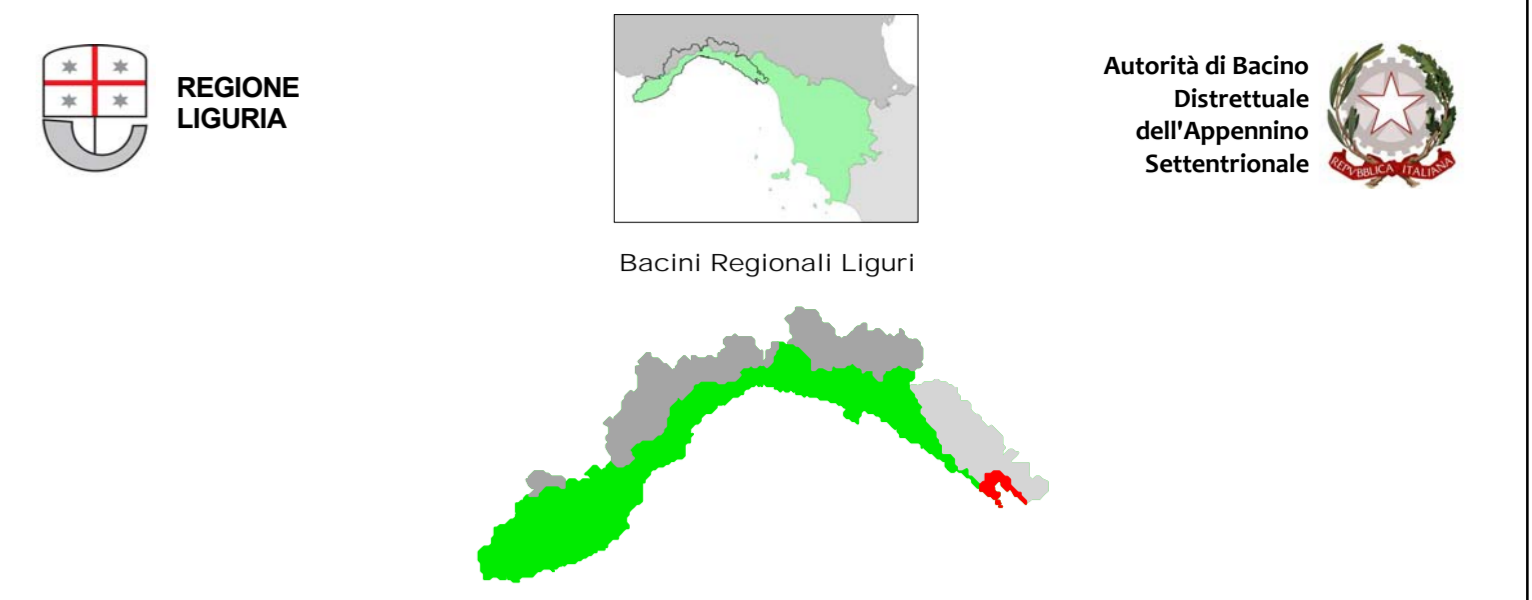 REGIONE
LIGURIA
Autorità di Bacino
Distrettuale
dell'Appennino
Settentrionale
REPVBBLICA ITALIANA
Bacini Regionali Liguri